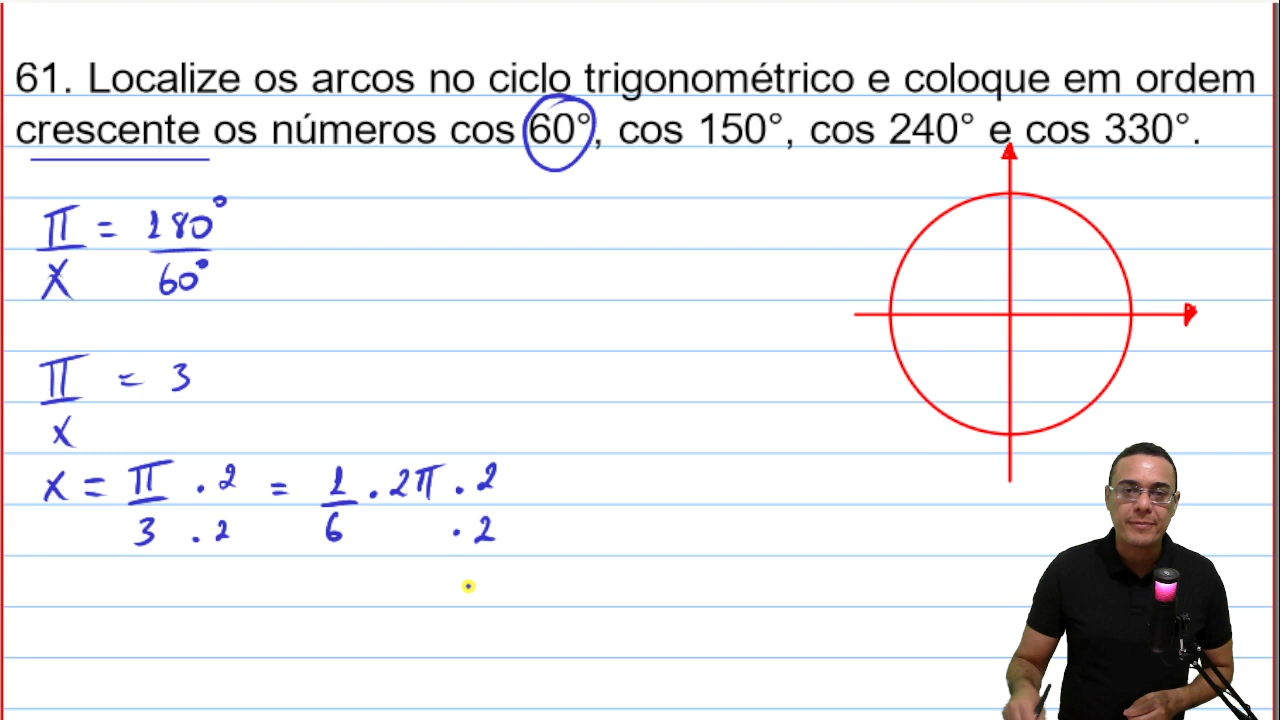 61. Localize os arcos no ciclo trigonométrico e coloque em ordem
crescente os números cos 60°, cos 150°, cos 240° e cos 330°.
π/x = 180°/60°
π/x = 3
x = π/3 · 2/· 2 = 1/6 · 2π · 2/· 2